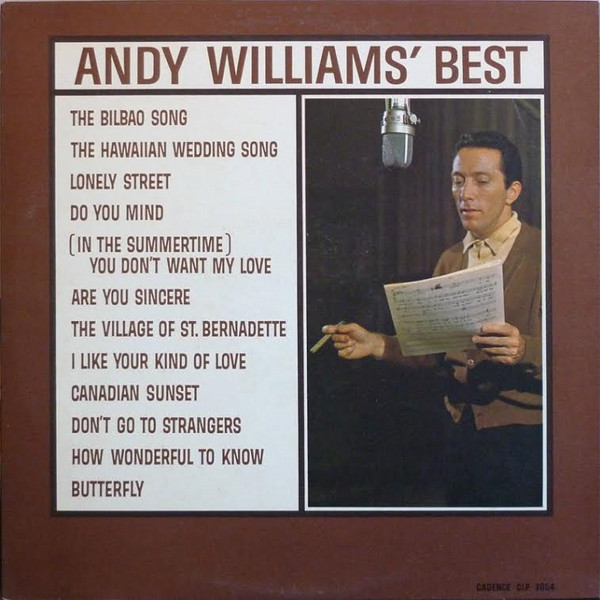 ANDY WILLIAMS' BEST
THE BILBAO SONG
THE HAWAIIAN WEDDING SONG
LONELY STREET
DO YOU MIND
(IN THE SUMMERTIME)
YOU DON'T WANT MY LOVE
ARE YOU SINCERE
THE VILLAGE OF ST. BERNADETTE
I LIKE YOUR KIND OF LOVE
CANADIAN SUNSET
DON'T GO TO STRANGERS
HOW WONDERFUL TO KNOW
BUTTERFLY
CADENCE CLP 3054